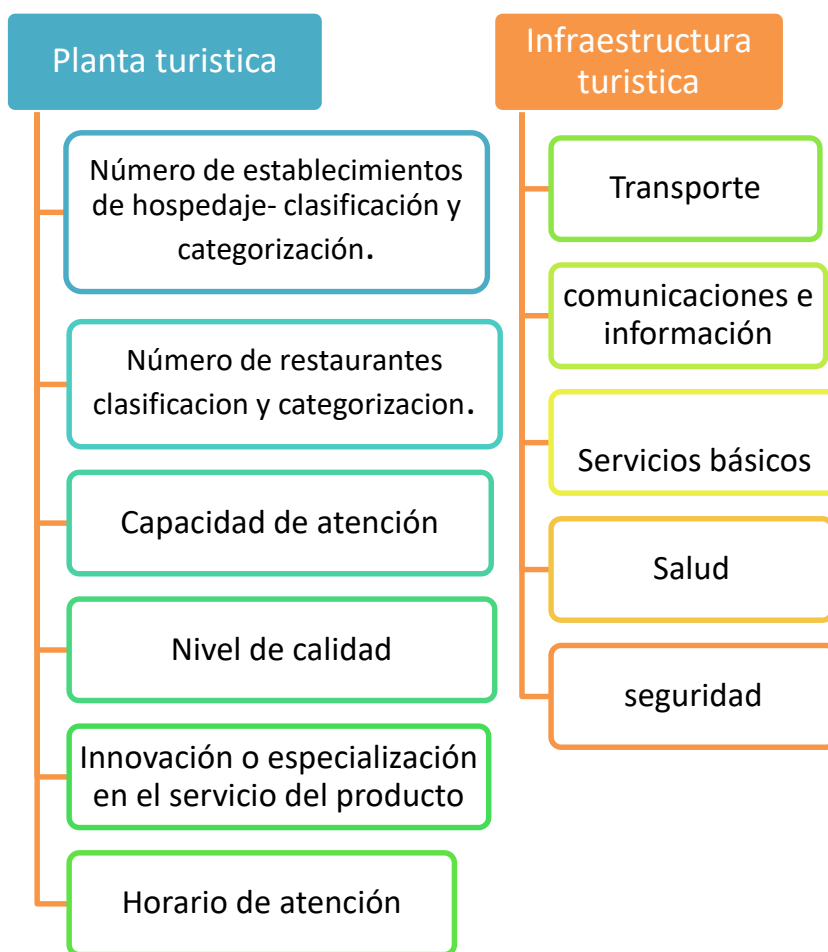 Planta turistica
Número de establecimientos
de hospedaje- clasificación y
categorización.
Número de restaurantes
clasificacion y categorizacion.
Capacidad de atención
Nivel de calidad
Innovación o especialización
en el servicio del producto
Horario de atención
Infraestructura
turistica
Transporte
comunicaciones e
información
Servicios básicos
Salud
seguridad